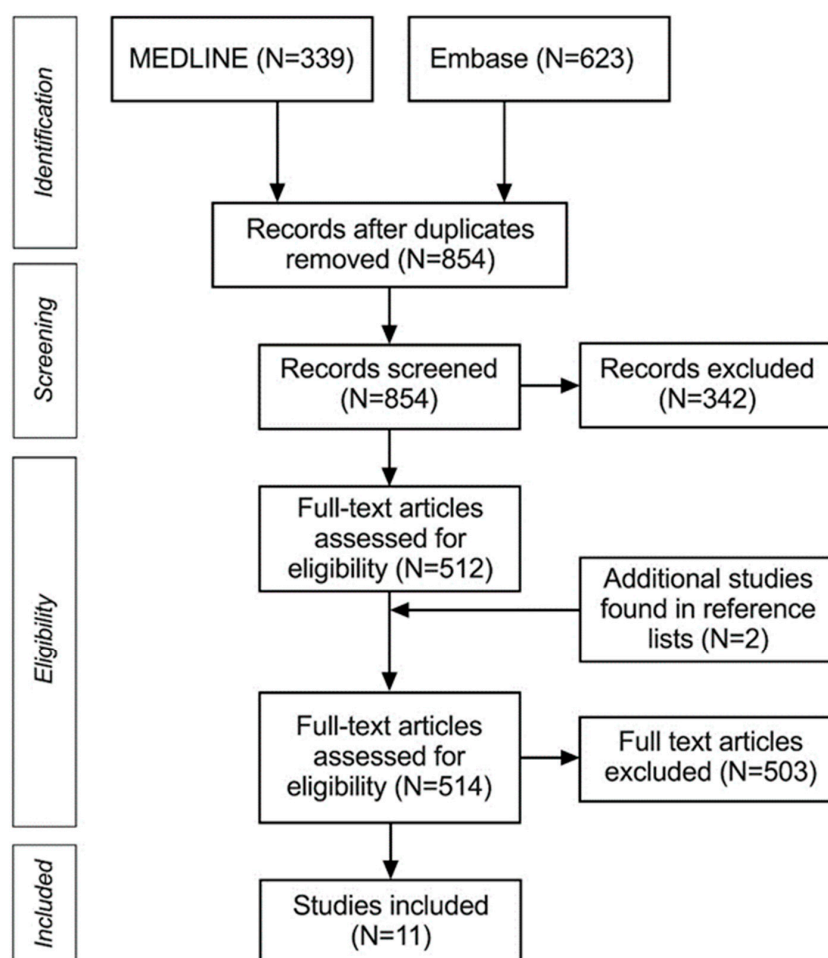 Identification
MEDLINE (N=339)
Embase (N=623)
Records after duplicates
removed (N=854)
Screening
Records screened
(N=854)
Records excluded
(N=342)
Eligibility
Full-text articles
assessed for
eligibility (N=512)
Additional studies
found in reference
lists (N=2)
Full-text articles
assessed for
eligibility (N=514)
Full text articles
excluded (N=503)
Included
Studies included
(N=11)